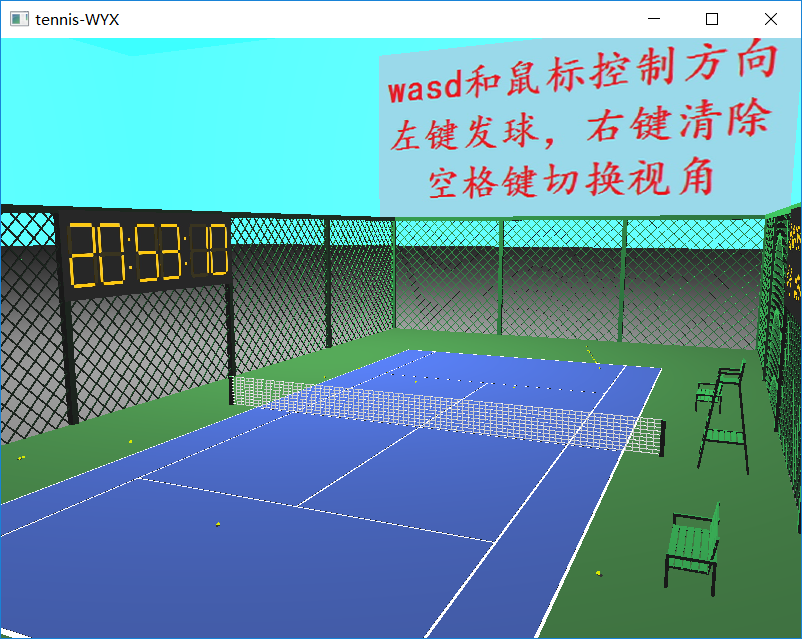 tennis-WYX
wasd和鼠标控制方向
左键发球，右键清除
空格键切换视角
20:53:10